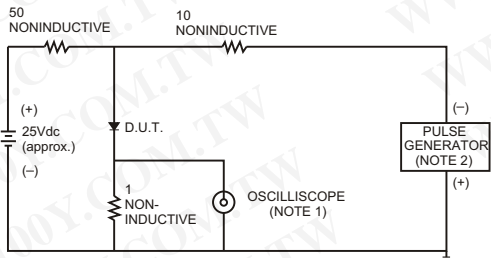 50
NONINDUCTIVE
10
NONINDUCTIVE
(+)
25Vdc
(approx.)
(–)
D.U.T.
1
NON-
INDUCTIVE
OSCILLISCOPE
(NOTE 1)
(–)
PULSE
GENERATOR
(NOTE 2)
(+)